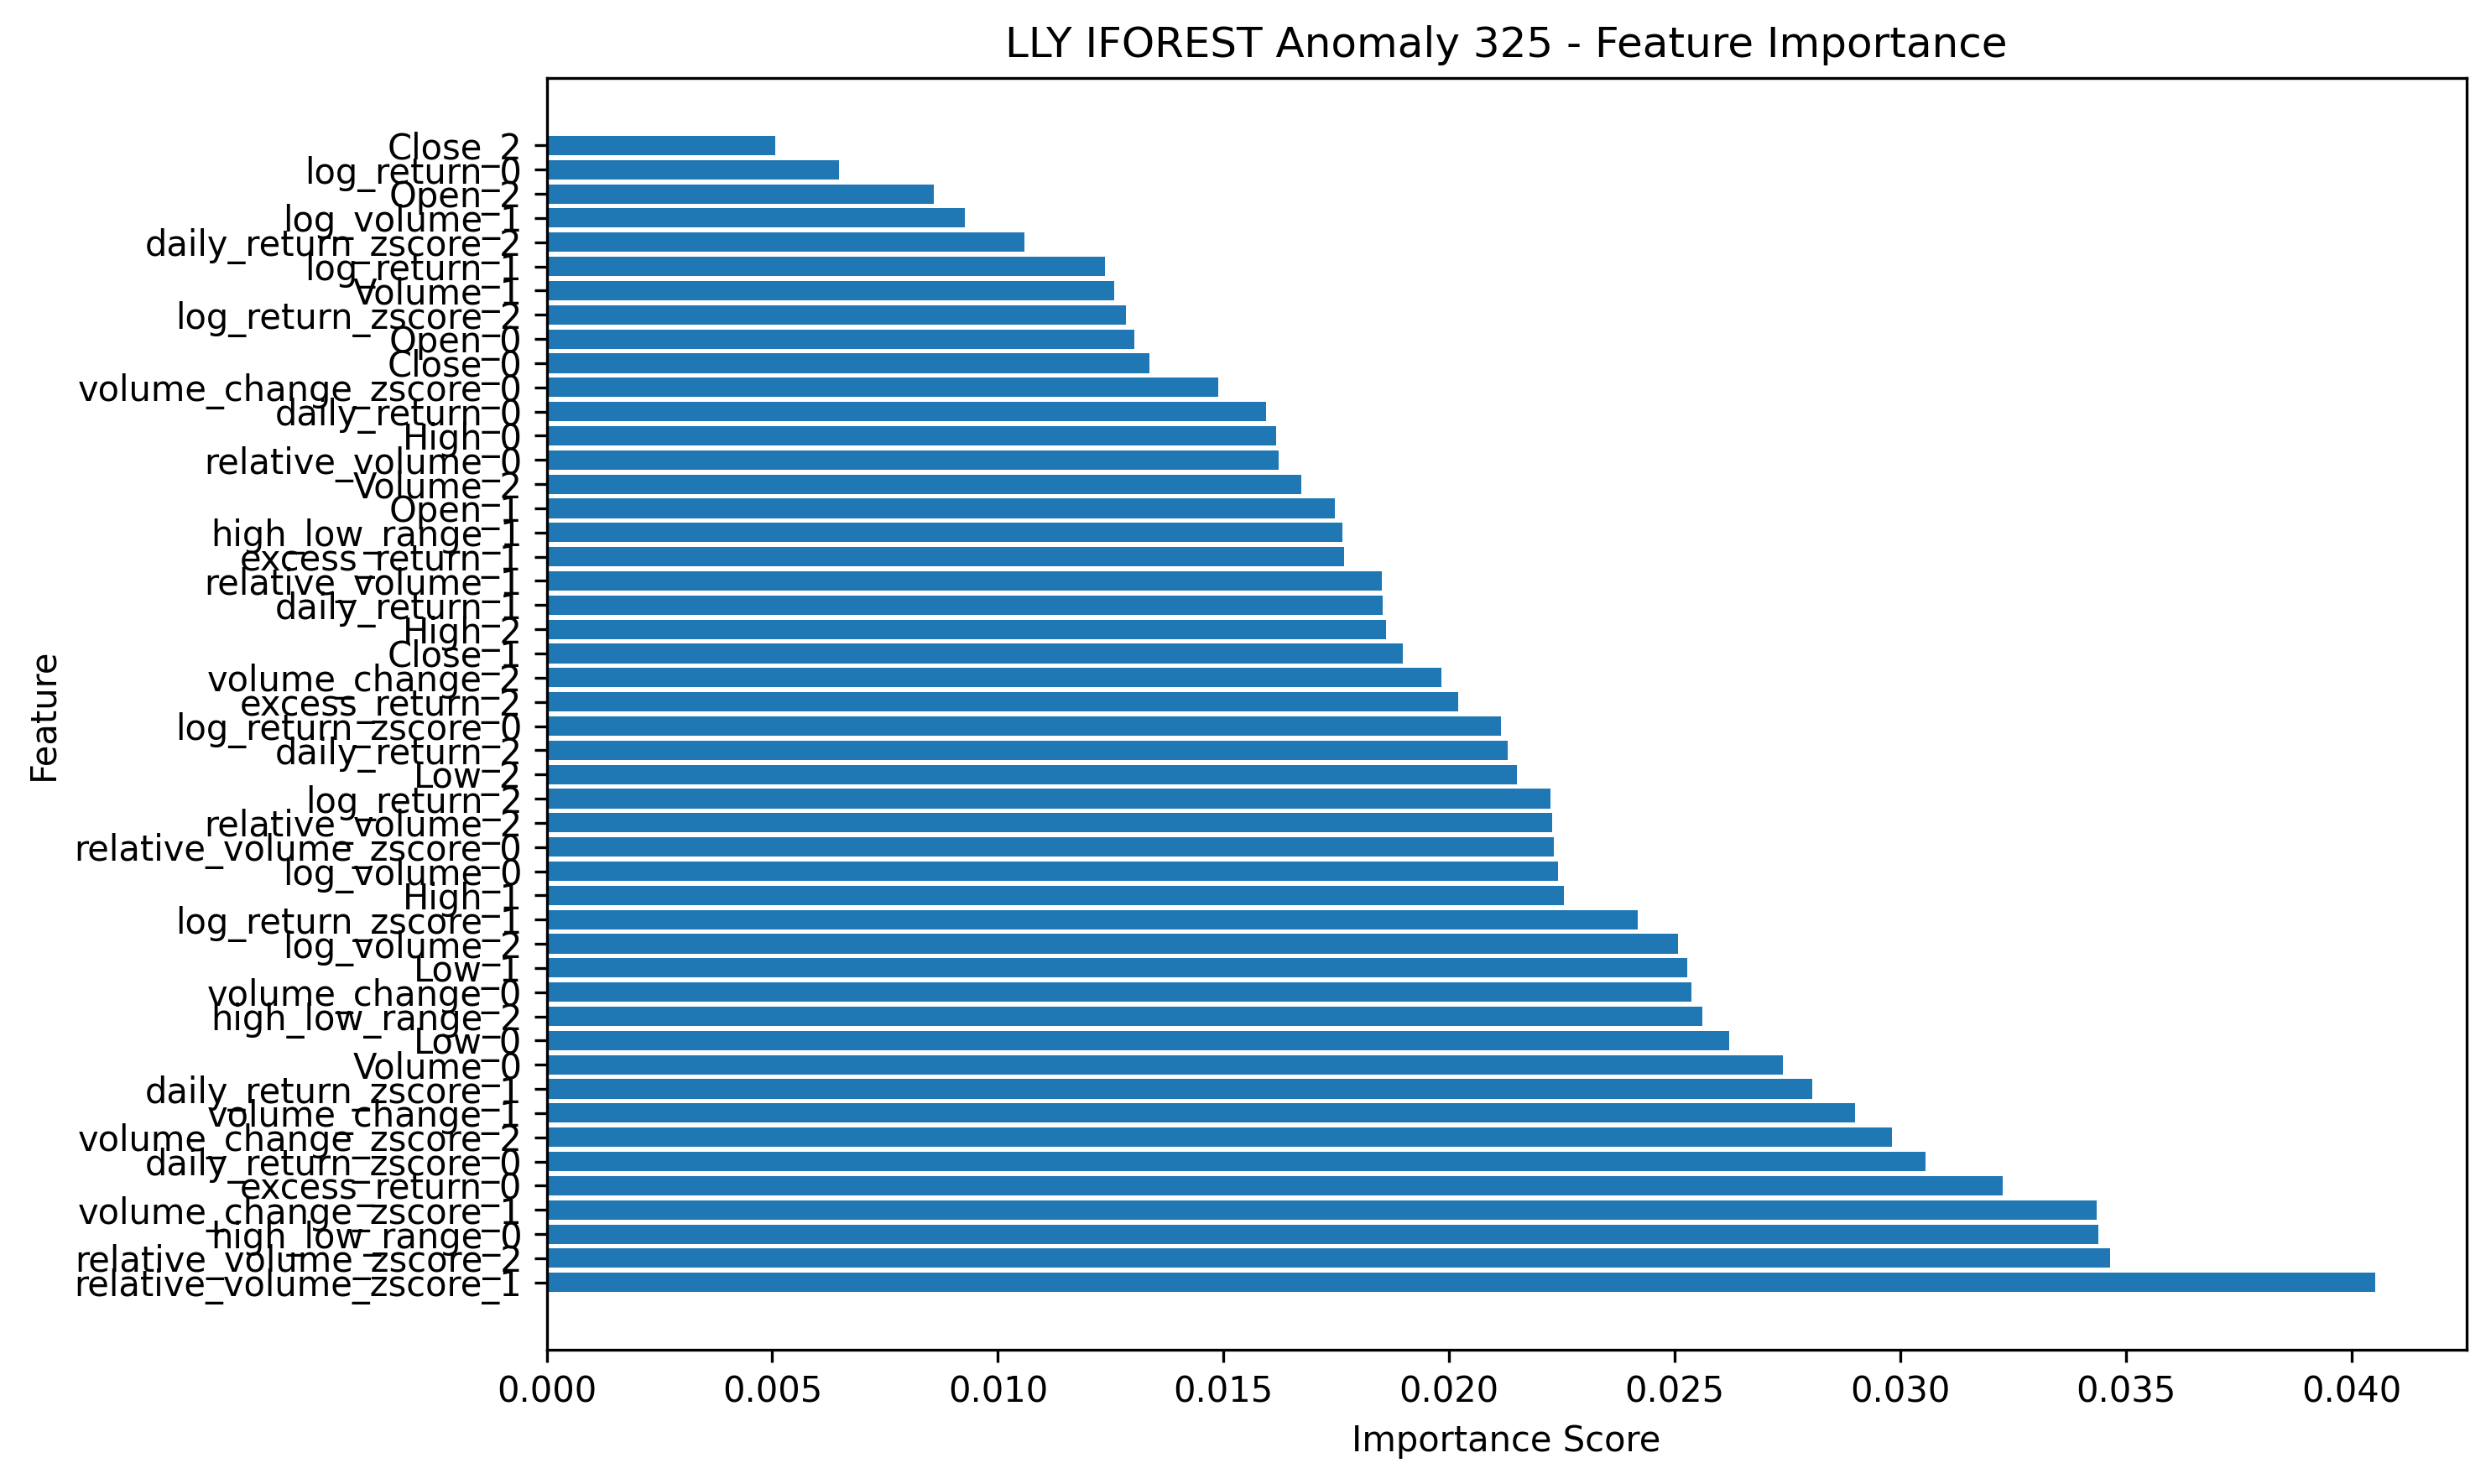 LLY IFOREST Anomaly 325 - Feature Importance
Close_2
log_return_0
Open_2
log_volume_1
daily_return_zscore_2
log_return_1
Volume_1
log_return_zscore_2
Open_0
Close_0
volume_change_zscore_0
daily_return_0
High_0
relative_volume_0
Volume_2
Open_1
high_low_range_1
excess_return_1
relative_volume_1
daily_return_1
High_2
Close_1
volume_change_2
excess_return_2
log_return_zscore_0
daily_return_2
Low_2
log_return_2
relative_volume_2
relative_volume_zscore_0
log_volume_0
High_1
log_return_zscore_1
log_volume_2
Low_1
volume_change_0
high_low_range_2
Low_0
Volume_0
daily_return_zscore_1
volume_change_1
volume_change_zscore_2
daily_return_zscore_0
excess_return_0
volume_change_zscore_1
high_low_range_0
relative_volume_zscore_2
relative_volume_zscore_1
Feature
0.000 0.005 0.010 0.015 0.020 0.025 0.030 0.035 0.040
Importance Score